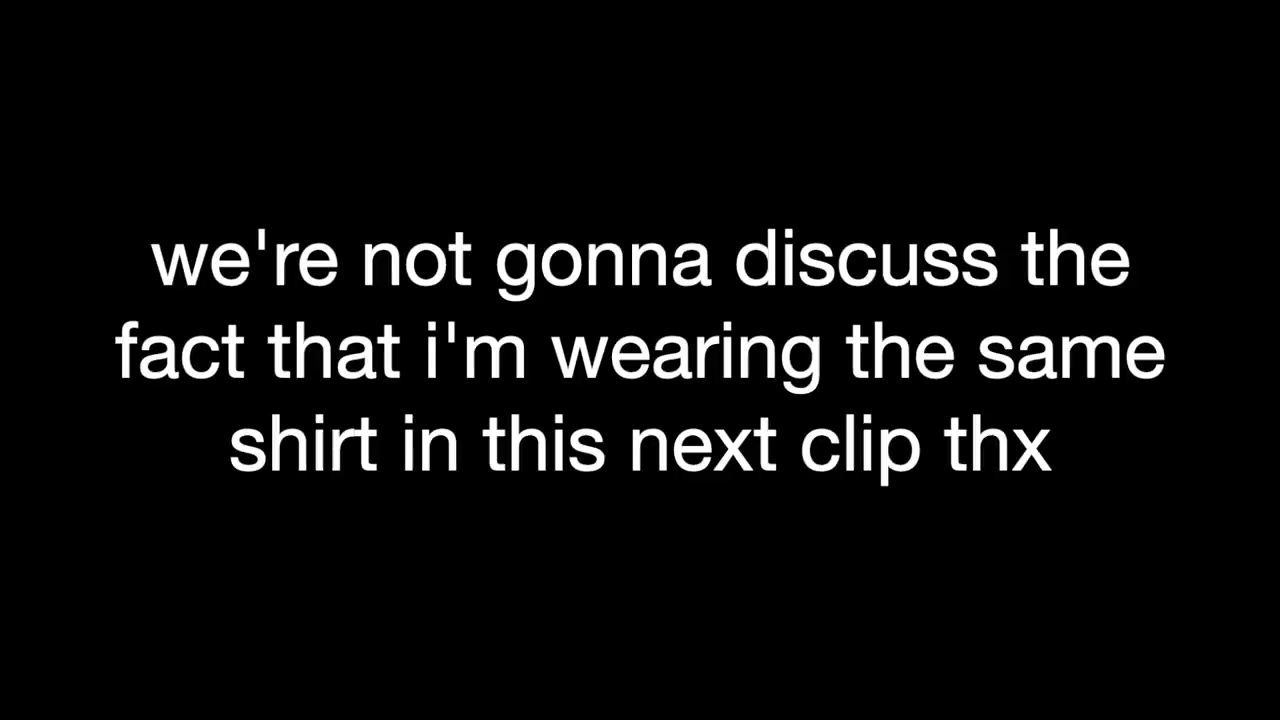 we're not gonna discuss the
fact that i'm wearing the same
shirt in this next clip thx